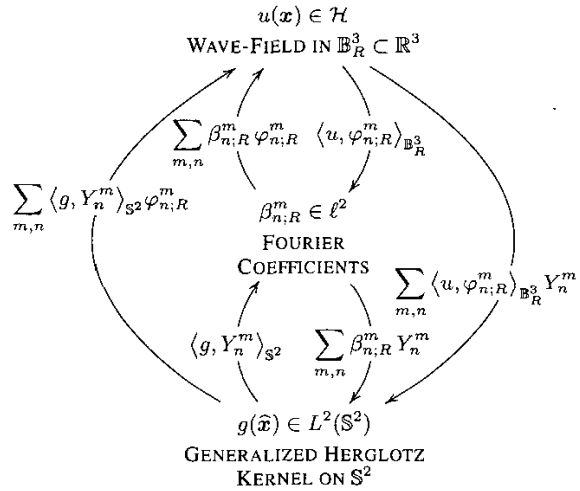 u(𝒙) ∈ ℋ
WAVE-FIELD IN 𝔹³_R ⊂ ℝ³
∑_{m,n} β^m_{n;R} φ^m_{n;R}
⟨u, φ^m_{n;R}⟩_{𝔹³_R}
∑_{m,n} ⟨g, Y^m_n⟩_{𝕊²} φ^m_{n;R}
β^m_{n;R} ∈ ℓ²
FOURIER
COEFFICIENTS
∑_{m,n} ⟨u, φ^m_{n;R}⟩_{𝔹³_R} Y^m_n
⟨g, Y^m_n⟩_{𝕊²}
∑_{m,n} β^m_{n;R} Y^m_n
g(𝒙̂) ∈ L²(𝕊²)
GENERALIZED HERGLOTZ
KERNEL ON 𝕊²